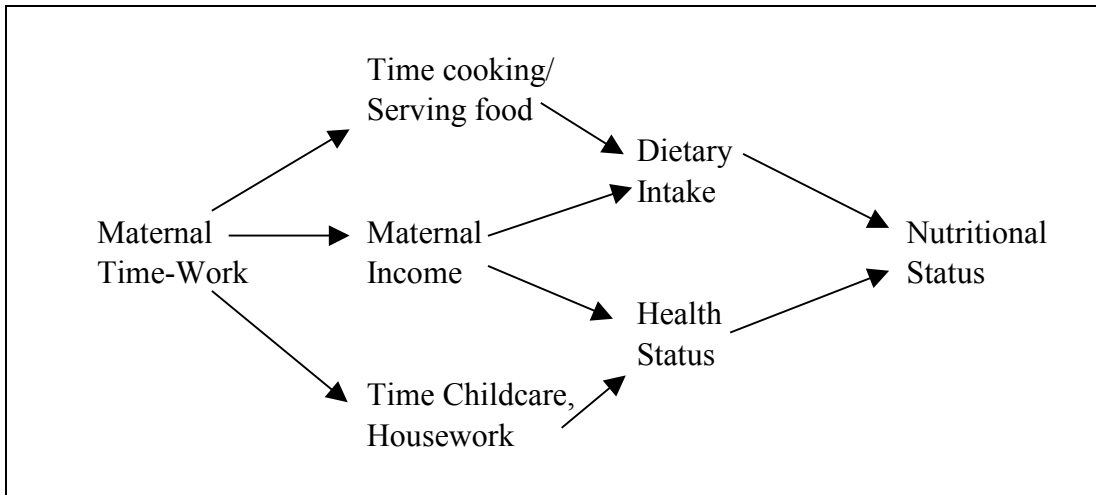 Time cooking/
Serving food
Dietary
Intake
Maternal
Time-Work
Maternal
Income
Nutritional
Status
Health
Status
Time Childcare,
Housework